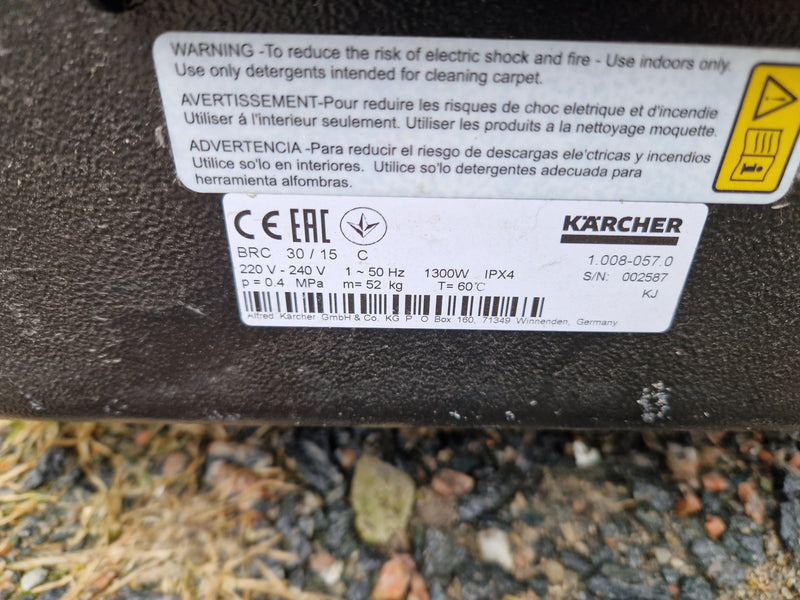 WARNING -To reduce the risk of electric shock and fire - Use indoors only.
Use only detergents intended for cleaning carpet.
AVERTISSEMENT-Pour reduire les risques de choc eletrique et d'incendie
Utiliser á l'interieur seulement. Utiliser les produits a la nettoyage moquette.
ADVERTENCIA -Para reducir el riesgo de descargas ele'ctricas y incendios
Utilice so'lo en interiores. Utilice so'lo detergentes adecuada para
herramienta alfombras.
CE EAC
KÄRCHER
BRC 30 / 15 C
1.008-057.0
220 V - 240 V 1 ~ 50 Hz 1300W IPX4
S/N: 002587
p = 0.4 MPa m= 52 kg T= 60℃
KJ
Alfred Kärcher GmbH & Co. KG P. O Box 160, 71349 Winnenden, Germany